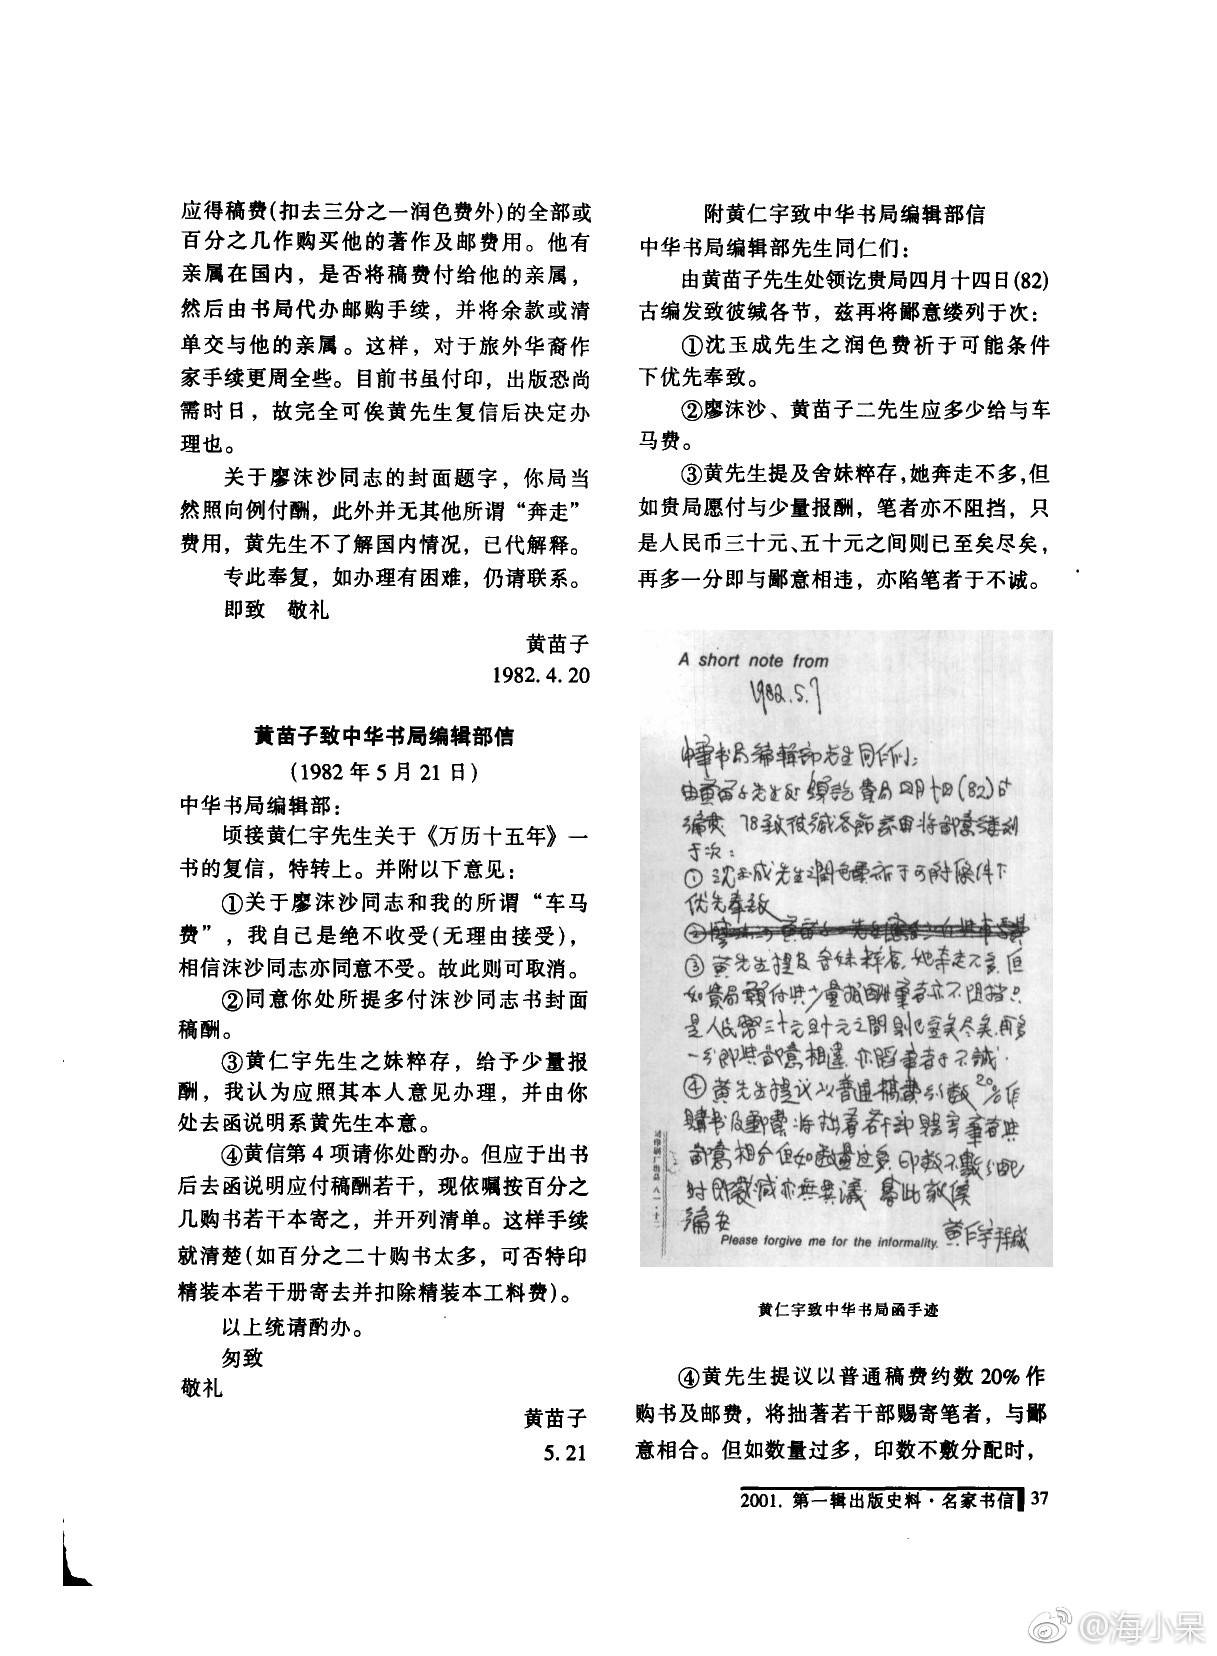 应得稿费(扣去三分之一润色费外)的全部或
百分之几作购买他的著作及邮费用。他有
亲属在国内，是否将稿费付给他的亲属，
然后由书局代办邮购手续，并将余款或清
单交与他的亲属。这样，对于旅外华裔作
家手续更周全些。目前书虽付印，出版恐尚
需时日，故完全可俟黄先生复信后决定办
理也。
关于廖沫沙同志的封面题字，你局当
然照向例付酬，此外并无其他所谓“奔走”
费用，黄先生不了解国内情况，已代解释。
专此奉复，如办理有困难，仍请联系。
即致　敬礼
黄苗子
1982.4.20
黄苗子致中华书局编辑部信
(1982年5月21日)
中华书局编辑部：
顷接黄仁宇先生关于《万历十五年》一
书的复信，特转上。并附以下意见：
①关于廖沫沙同志和我的所谓“车马
费”，我自己是绝不收受(无理由接受)，
相信沫沙同志亦同意不受。故此则可取消。
②同意你处所提多付沫沙同志书封面
稿酬。
③黄仁宇先生之妹粹存，给予少量报
酬，我认为应照其本人意见办理，并由你
处去函说明系黄先生本意。
④黄信第4项请你处酌办。但应于出书
后去函说明应付稿酬若干，现依嘱按百分之
几购书若干本寄之，并开列清单。这样手续
就清楚(如百分之二十购书太多，可否特印
精装本若干册寄去并扣除精装本工料费)。
以上统请酌办。
匆致
敬礼
黄苗子
5.21
附黄仁宇致中华书局编辑部信
中华书局编辑部先生同仁们：
由黄苗子先生处领讫贵局四月十四日(82)
古编发致彼缄各节，兹再将鄙意缕列于次：
①沈玉成先生之润色费祈于可能条件
下优先奉致。
②廖沫沙、黄苗子二先生应多少给与车
马费。
③黄先生提及舍妹粹存，她奔走不多，但
如贵局愿付与少量报酬，笔者亦不阻挡，只
是人民币三十元、五十元之间则已至矣尽矣，
再多一分即与鄙意相违，亦陷笔者于不诚。
A short note from
1982.5.7
中華书局編輯部先生同仁们：
由黄苗子先生处領訖貴局四月十四(82)古
編發 78致彼缄各節茲再将鄙意缕列
于次：
①沈玉成先生之潤色費祈于可能條件下
优先奉致
③黄先生提及舍妹粹存，她奔走不多，但
如貴局願付與少量报酬筆者亦不阻挡只
是人民幣三十元五十元之間则已至矣尽矣再多
一分即與鄙意相違 亦陷筆者于不誠.
④黄先生提议以普通稿費约数20%作
購书及郵費将拙著若干部賜寄筆者與
鄙意相合但如数量过多，印数不敷分配
时即裁减亦無異議 耑此敬候
编安
黄仁宇拜缄
Please forgive me for the informality.
黄仁宇致中华书局函手迹
④黄先生提议以普通稿费约数20%作
购书及邮费，将拙著若干部赐寄笔者，与鄙
意相合。但如数量过多，印数不敷分配时，
2001.第一辑出版史料·名家书信 37
@海小呆